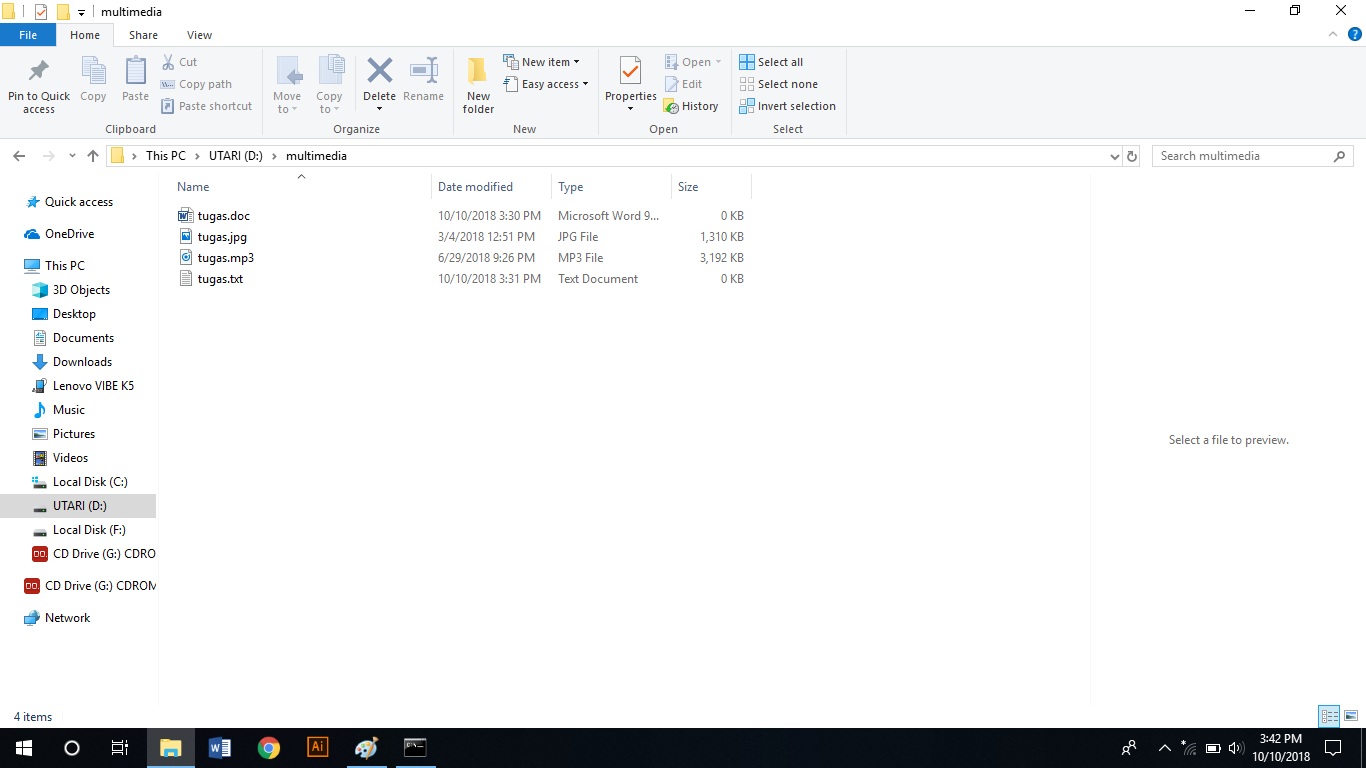 multimedia
File Home Share View
Pin to Quick access
Copy
Paste
Cut
Copy path
Paste shortcut
Clipboard
Move to
Copy to
Delete
Rename
Organize
New folder
New item
Easy access
New
Properties
Open
Edit
History
Open
Select all
Select none
Invert selection
Select
This PC UTARI (D:) multimedia
Search multimedia
Name Date modified Type Size
tugas.doc 10/10/2018 3:30 PM Microsoft Word 9... 0 KB
tugas.jpg 3/4/2018 12:51 PM JPG File 1,310 KB
tugas.mp3 6/29/2018 9:26 PM MP3 File 3,192 KB
tugas.txt 10/10/2018 3:31 PM Text Document 0 KB
Quick access
OneDrive
This PC
3D Objects
Desktop
Documents
Downloads
Lenovo VIBE K5
Music
Pictures
Videos
Local Disk (C:)
UTARI (D:)
Local Disk (F:)
CD Drive (G:) CDRO
CD Drive (G:) CDROM
Network
Select a file to preview.
4 items
Ai
3:42 PM
10/10/2018